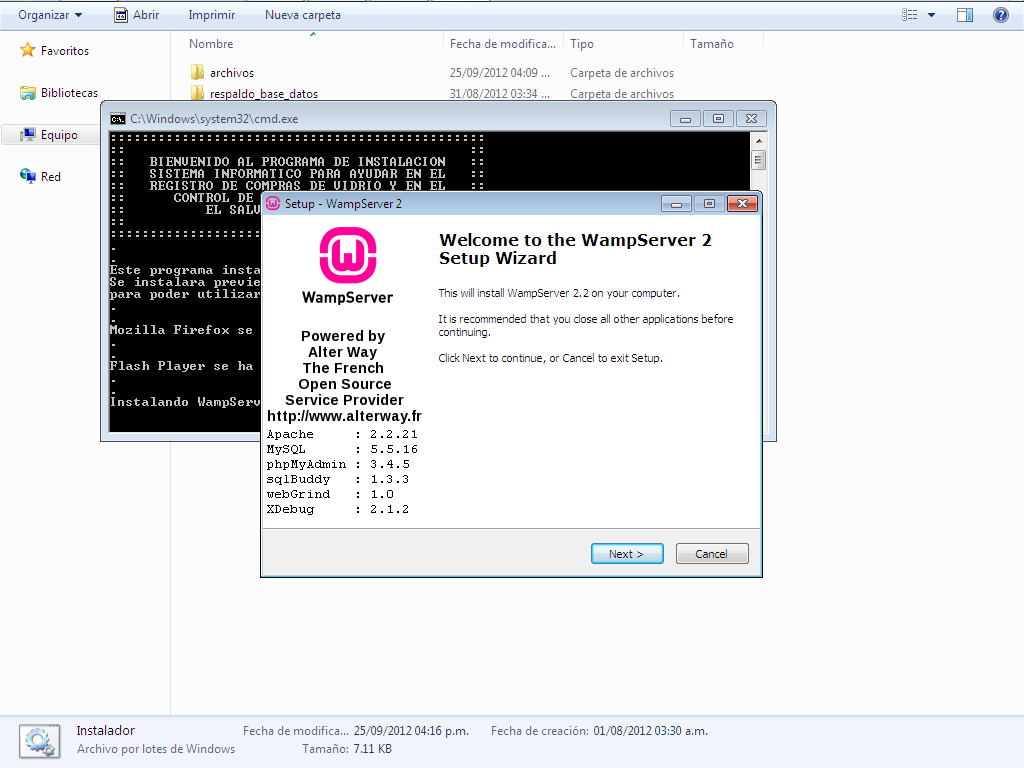 Organizar
Abrir
Imprimir
Nueva carpeta
Favoritos
Bibliotecas
Equipo
Red
Nombre
Fecha de modifica...
Tipo
Tamaño
archivos
25/09/2012 04:09 ...
Carpeta de archivos
respaldo_base_datos
31/08/2012 03:34 ...
Carpeta de archivos
C:\Windows\system32\cmd.exe
:::::::::::::::::::::::::::::::::::::::::::::::::
:: BIENVENIDO AL PROGRAMA DE INSTALACION ::
:: SISTEMA INFORMATICO PARA AYUDAR EN EL ::
:: REGISTRO DE COMPRAS DE VIDRIO Y EN EL ::
:: CONTROL DE
:: EL SALV
Este programa insta
Se instalara previe
para poder utilizar
Mozilla Firefox se
Flash Player se ha
Instalando WampServ
Setup - WampServer 2
WampServer
Powered by
Alter Way
The French
Open Source
Service Provider
http://www.alterway.fr
Apache : 2.2.21
MySQL : 5.5.16
phpMyAdmin : 3.4.5
sqlBuddy : 1.3.3
webGrind : 1.0
XDebug : 2.1.2
Welcome to the WampServer 2
Setup Wizard
This will install WampServer 2.2 on your computer.
It is recommended that you close all other applications before
continuing.
Click Next to continue, or Cancel to exit Setup.
Next >
Cancel
Instalador
Archivo por lotes de Windows
Fecha de modifica... 25/09/2012 04:16 p.m.
Tamaño: 7.11 KB
Fecha de creación: 01/08/2012 03:30 a.m.